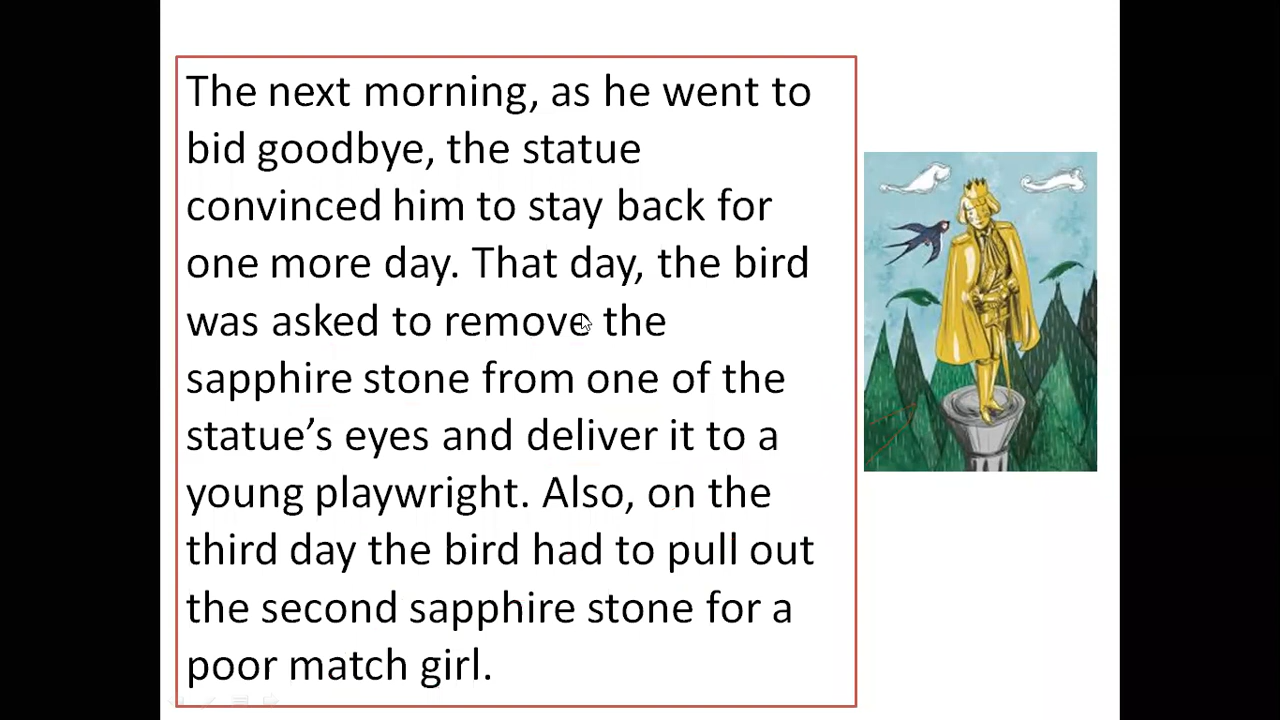 The next morning, as he went to
bid goodbye, the statue
convinced him to stay back for
one more day. That day, the bird
was asked to remove the
sapphire stone from one of the
statue’s eyes and deliver it to a
young playwright. Also, on the
third day the bird had to pull out
the second sapphire stone for a
poor match girl.